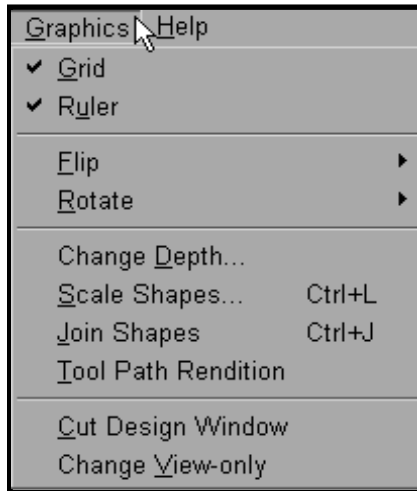 Graphics Help
Grid
Ruler
Flip
Rotate
Change Depth...
Scale Shapes... Ctrl+L
Join Shapes Ctrl+J
Tool Path Rendition
Cut Design Window
Change View-only